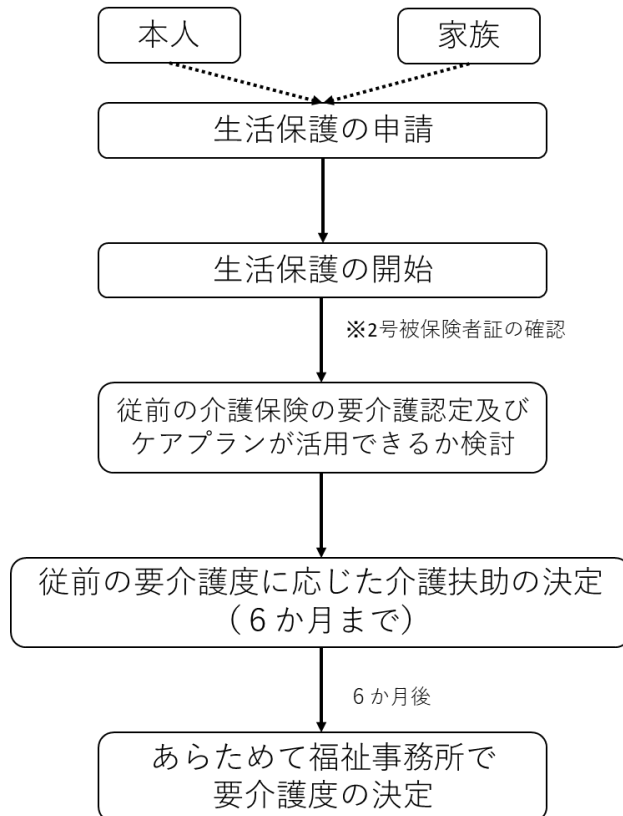 本人
家族
生活保護の申請
生活保護の開始
※2号被保険者証の確認
従前の介護保険の要介護認定及び
ケアプランが活用できるか検討
従前の要介護度に応じた介護扶助の決定
（６か月まで）
６か月後
あらためて福祉事務所で
要介護度の決定